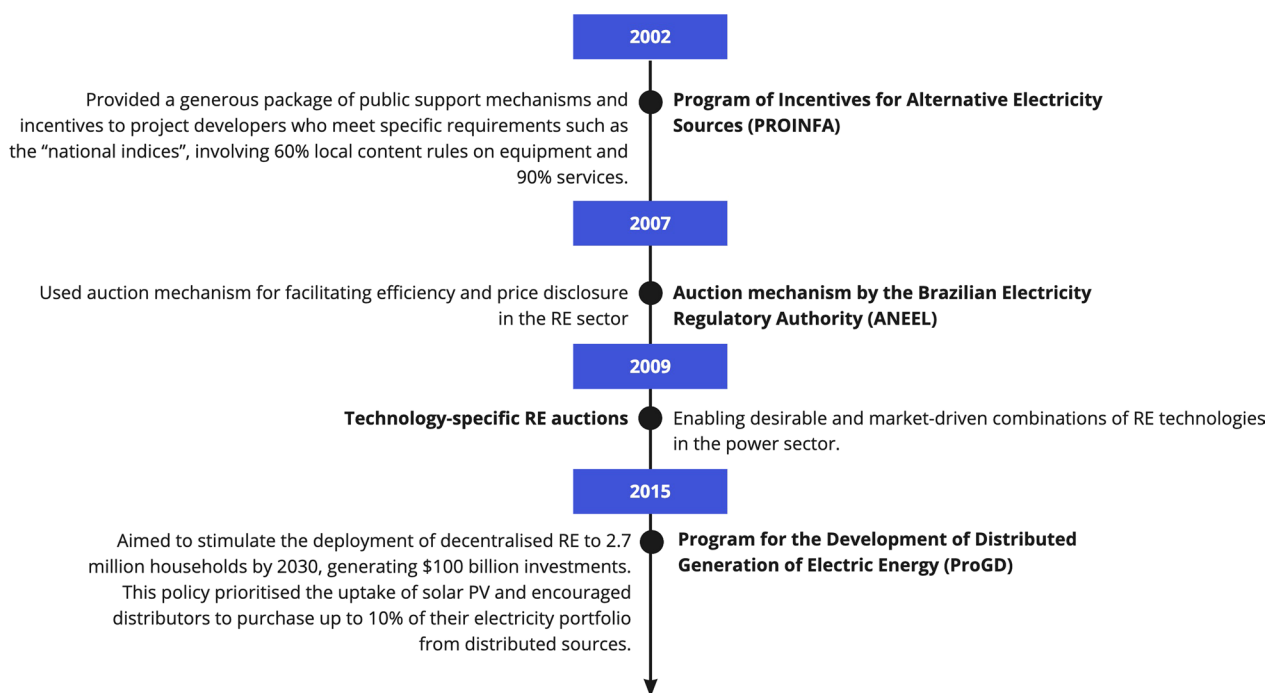 2002
Provided a generous package of public support mechanisms and
incentives to project developers who meet specific requirements such as
the “national indices”, involving 60% local content rules on equipment and
90% services.
Program of Incentives for Alternative Electricity
Sources (PROINFA)
2007
Used auction mechanism for facilitating efficiency and price disclosure
in the RE sector
Auction mechanism by the Brazilian Electricity
Regulatory Authority (ANEEL)
2009
Technology-specific RE auctions
Enabling desirable and market-driven combinations of RE technologies
in the power sector.
2015
Aimed to stimulate the deployment of decentralised RE to 2.7
million households by 2030, generating $100 billion investments.
This policy prioritised the uptake of solar PV and encouraged
distributors to purchase up to 10% of their electricity portfolio
from distributed sources.
Program for the Development of Distributed
Generation of Electric Energy (ProGD)